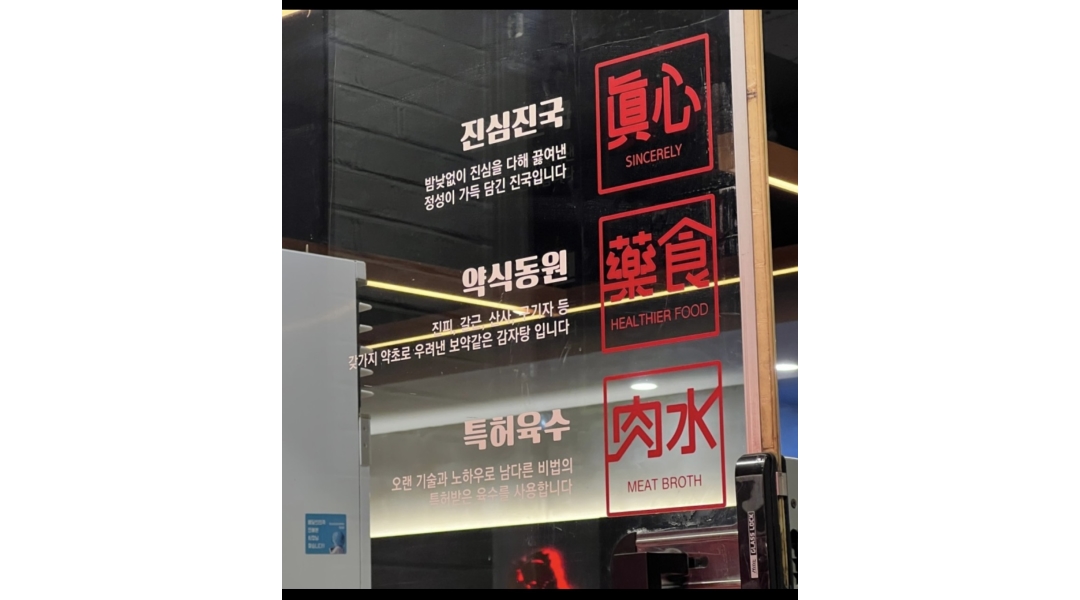 진심진국
밤낮없이 진심을 다해 끓여낸
정성이 가득 담긴 진국입니다
眞心
SINCERELY
약식동원
진피, 갈근, 산사, 구기자 등
갖가지 약초로 우려낸 보약같은 감자탕 입니다
藥食
HEALTHIER FOOD
특허육수
오랜 기술과 노하우로 남다른 비법의
특허받은 육수를 사용합니다
肉水
MEAT BROTH
GLASS LOCK